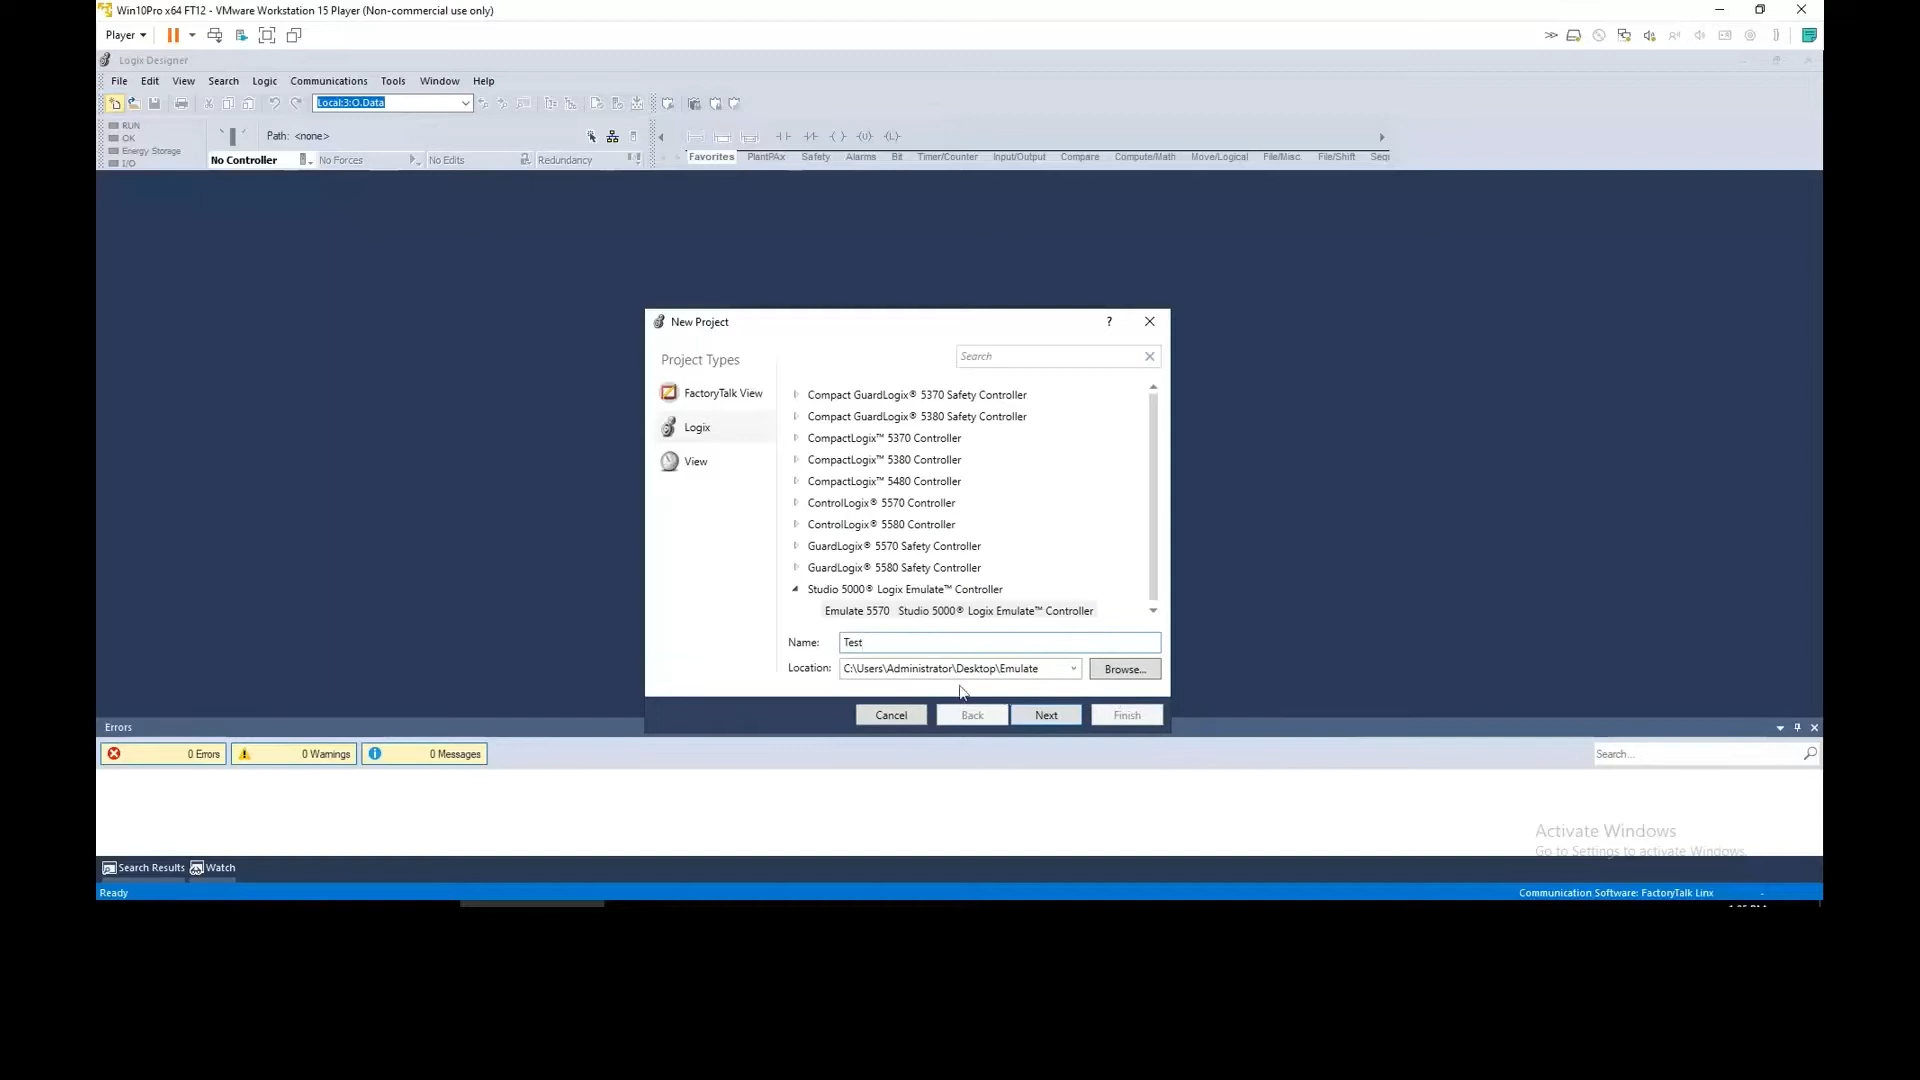 Win10Pro x64 FT12 - VMware Workstation 15 Player (Non-commercial use only)
Player
Logix Designer
File Edit View Search Logic Communications Tools Window Help
Local:3:O.Data
RUN
OK
Energy Storage
I/O
Path: <none>
No Controller No Forces No Edits Redundancy
Favorites PlantPAx Safety Alarms Bit Timer/Counter Input/Output Compare Compute/Math Move/Logical File/Misc. File/Shift Sequ
New Project
?
Project Types
Search
FactoryTalk View
Logix
View
Compact GuardLogix® 5370 Safety Controller
Compact GuardLogix® 5380 Safety Controller
CompactLogix™ 5370 Controller
CompactLogix™ 5380 Controller
CompactLogix™ 5480 Controller
ControlLogix® 5570 Controller
ControlLogix® 5580 Controller
GuardLogix® 5570 Safety Controller
GuardLogix® 5580 Safety Controller
Studio 5000® Logix Emulate™ Controller
Emulate 5570 Studio 5000® Logix Emulate™ Controller
Name: Test
Location: C:\Users\Administrator\Desktop\Emulate Browse...
Cancel Back Next Finish
Errors
0 Errors 0 Warnings 0 Messages
Search...
Activate Windows
Go to Settings to activate Windows.
Search Results Watch
Ready
Communication Software: FactoryTalk Linx